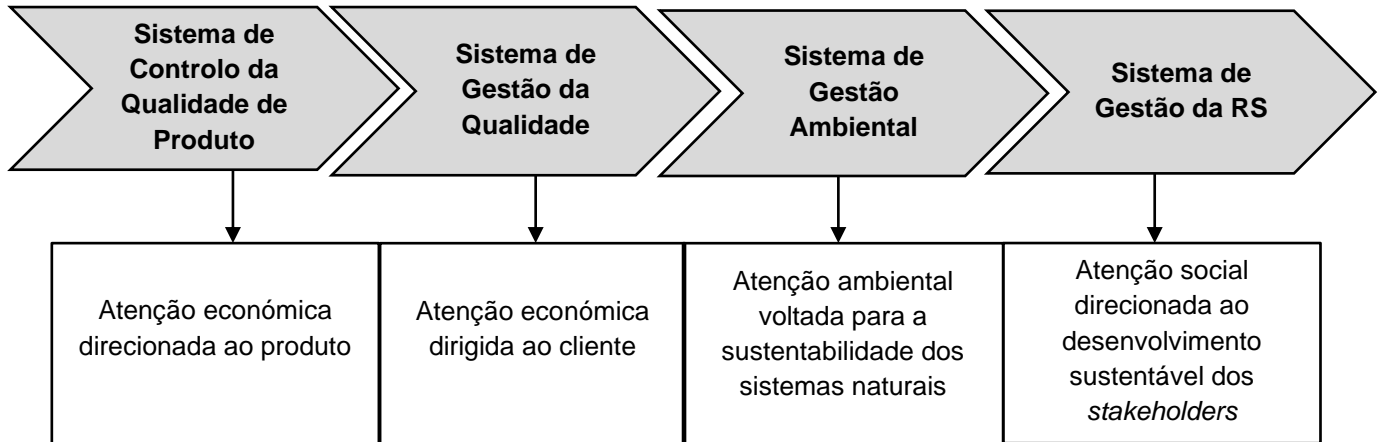 Sistema de
Controlo da
Qualidade de
Produto
Sistema de
Gestão da
Qualidade
Sistema de
Gestão
Ambiental
Sistema de
Gestão da RS
Atenção económica
direcionada ao produto
Atenção económica
dirigida ao cliente
Atenção ambiental
voltada para a
sustentabilidade dos
sistemas naturais
Atenção social
direcionada ao
desenvolvimento
sustentável dos
stakeholders